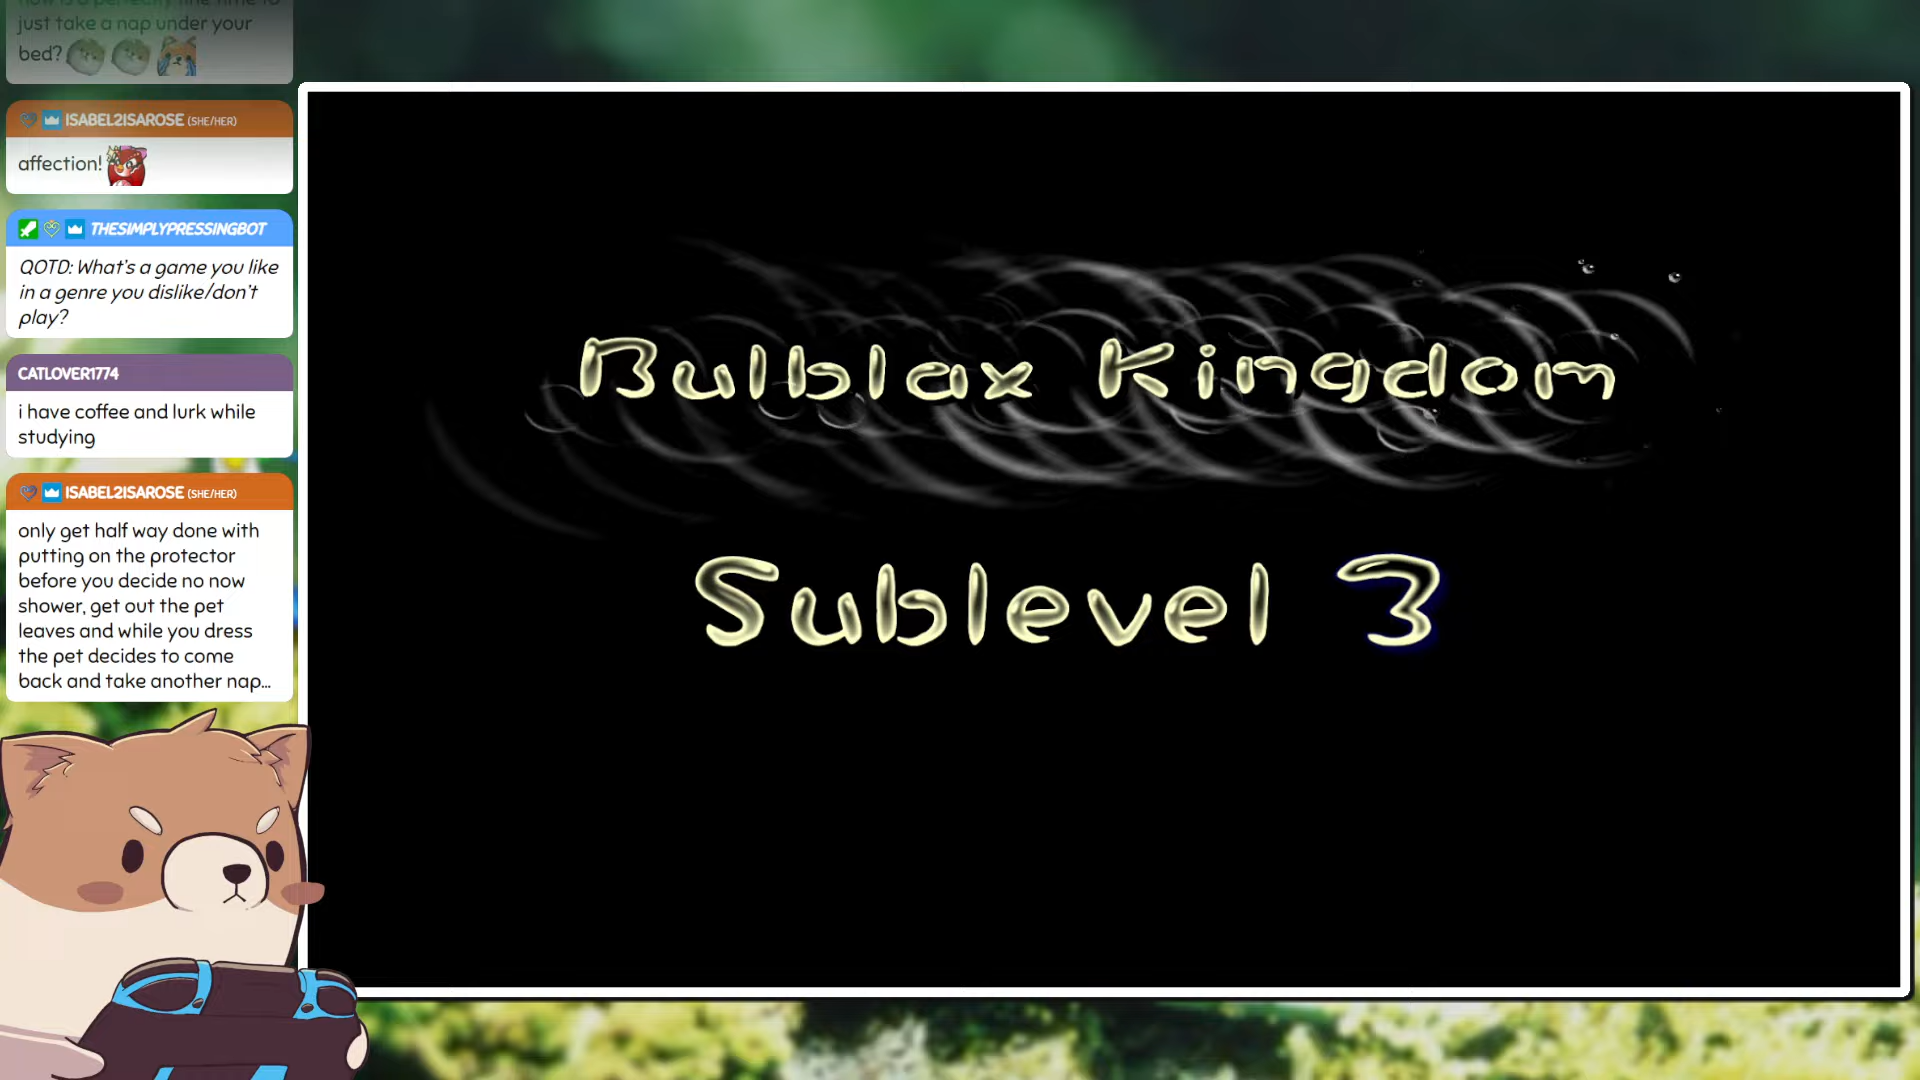 just take a nap under your
bed?
ISABEL2ISAROSE (SHE/HER)
affection!
THESIMPLYPRESSINGBOT
QOTD: What's a game you like
in a genre you dislike/don't
play?
CATLOVER1774
i have coffee and lurk while
studying
ISABEL2ISAROSE (SHE/HER)
only get half way done with
putting on the protector
before you decide no now
shower, get out the pet
leaves and while you dress
the pet decides to come
back and take another nap...
Bulblax Kingdom
Sublevel 3